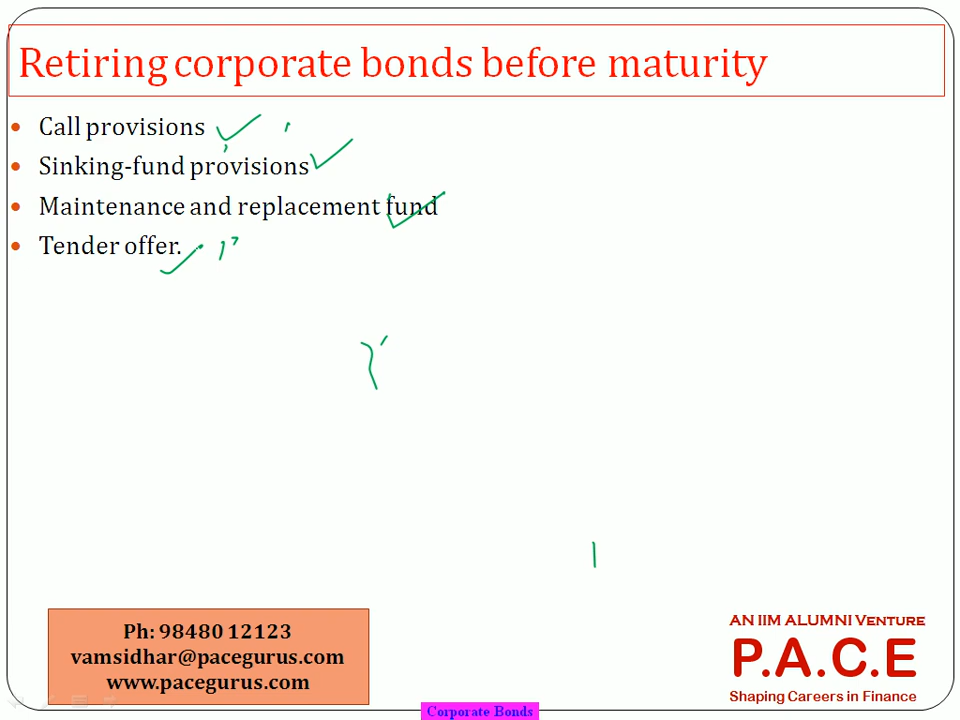 Retiring corporate bonds before maturity
• Call provisions
• Sinking-fund provisions
• Maintenance and replacement fund
• Tender offer.
Ph: 98480 12123
vamsidhar@pacegurus.com
www.pacegurus.com
AN IIM ALUMNI VENTURE
P.A.C.E
Shaping Careers in Finance
Corporate Bonds